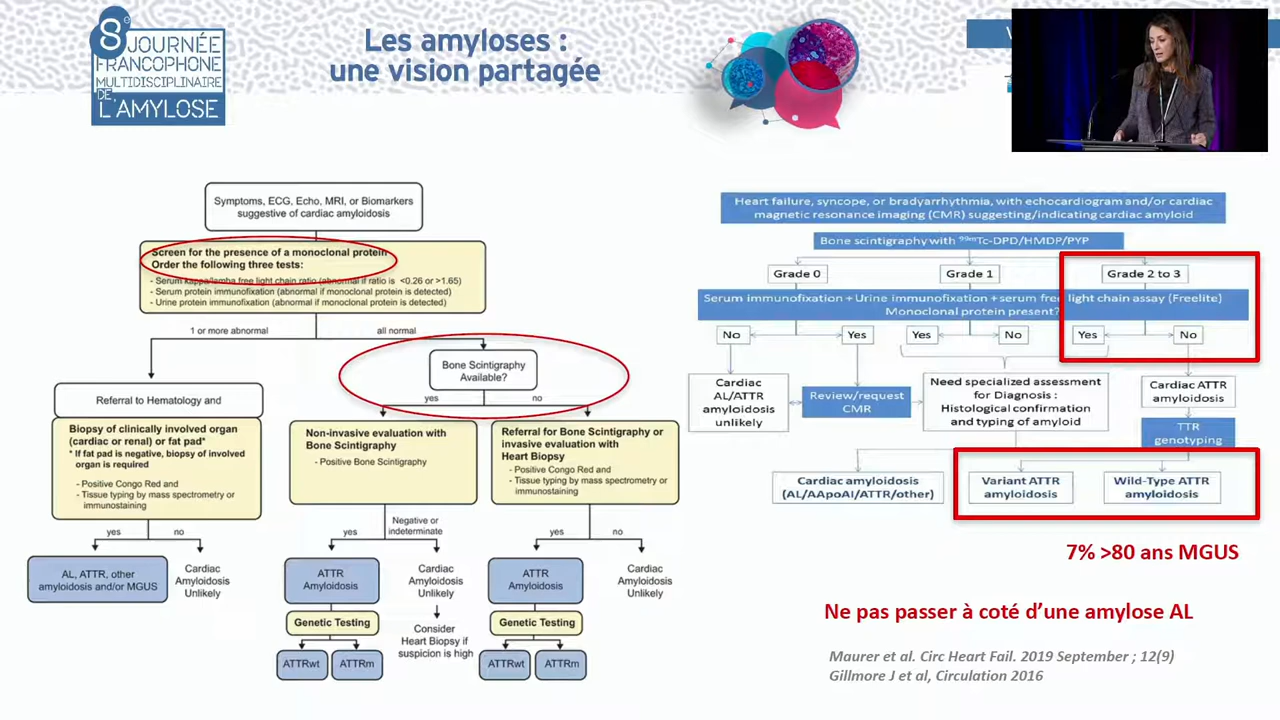 8e
JOURNÉE
FRANCOPHONE
MULTIDISCIPLINAIRE
DE
L'AMYLOSE
Les amyloses :
une vision partagée
Symptoms, ECG, Echo, MRI, or Biomarkers
suggestive of cardiac amyloidosis
Screen for the presence of a monoclonal protein
Order the following three tests:
- Serum kappa/lamba free light chain ratio (abnormal if ratio is <0.26 or >1.65)
- Serum protein immunofixation (abnormal if monoclonal protein is detected)
- Urine protein immunofixation (abnormal if monoclonal protein is detected)
1 or more abnormal
all normal
Bone Scintigraphy
Available?
yes
no
Referral to Hematology and
Biopsy of clinically involved organ
(cardiac or renal) or fat pad*
* If fat pad is negative, biopsy of involved
organ is required
- Positive Congo Red and
- Tissue typing by mass spectrometry or
immunostaining
Non-invasive evaluation with
Bone Scintigraphy
- Positive Bone Scintigraphy
Referral for Bone Scintigraphy or
invasive evaluation with
Heart Biopsy
- Positive Congo Red and
- Tissue typing by mass spectrometry or
immunostaining
yes
no
yes
Negative or
indeterminate
yes
no
AL, ATTR, other
amyloidosis and/or MGUS
Cardiac
Amyloidosis
Unlikely
ATTR
Amyloidosis
Cardiac
Amyloidosis
Unlikely
ATTR
Amyloidosis
Cardiac
Amyloidosis
Unlikely
Genetic Testing
Consider
Heart Biopsy if
suspicion is high
Genetic Testing
ATTRwt
ATTRm
ATTRwt
ATTRm
Heart failure, syncope, or bradyarrhythmia, with echocardiogram and/or cardiac
magnetic resonance imaging (CMR) suggesting/indicating cardiac amyloid
Bone scintigraphy with 99mTc-DPD/HMDP/PYP
Grade 0
Grade 1
Grade 2 to 3
Serum immunofixation + Urine immunofixation + serum free light chain assay (Freelite)
Monoclonal protein present?
No
Yes
Yes
No
Yes
No
Cardiac
AL/ATTR
amyloidosis
unlikely
Review/request
CMR
Need specialized assessment
for Diagnosis :
Histological confirmation
and typing of amyloid
Cardiac ATTR
amyloidosis
TTR
genotyping
Cardiac amyloidosis
(AL/AApoAI/ATTR/other)
Variant ATTR
amyloidosis
Wild-Type ATTR
amyloidosis
7% >80 ans MGUS
Ne pas passer à coté d'une amylose AL
Maurer et al. Circ Heart Fail. 2019 September ; 12(9)
Gillmore J et al, Circulation 2016